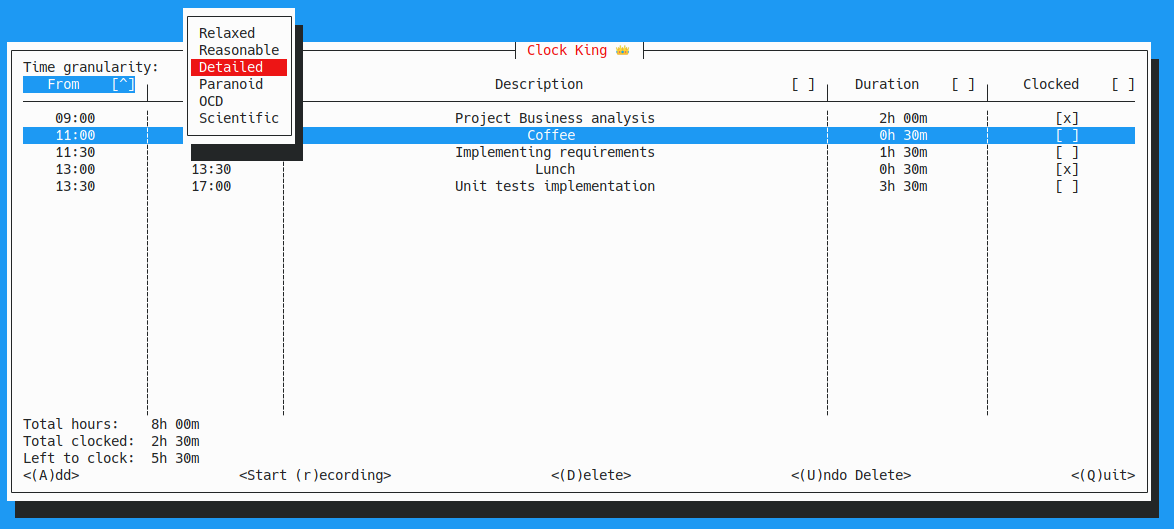 Clock King 👑
Time granularity:
Relaxed
Reasonable
Detailed
Paranoid
OCD
Scientific
From [^] Description [ ] Duration [ ] Clocked [ ]
09:00 Project Business analysis 2h 00m [x]
11:00 Coffee 0h 30m [ ]
11:30 Implementing requirements 1h 30m [ ]
13:00 13:30 Lunch 0h 30m [x]
13:30 17:00 Unit tests implementation 3h 30m [ ]
Total hours: 8h 00m
Total clocked: 2h 30m
Left to clock: 5h 30m
<(A)dd> <Start (r)ecording> <(D)elete> <(U)ndo Delete> <(Q)uit>